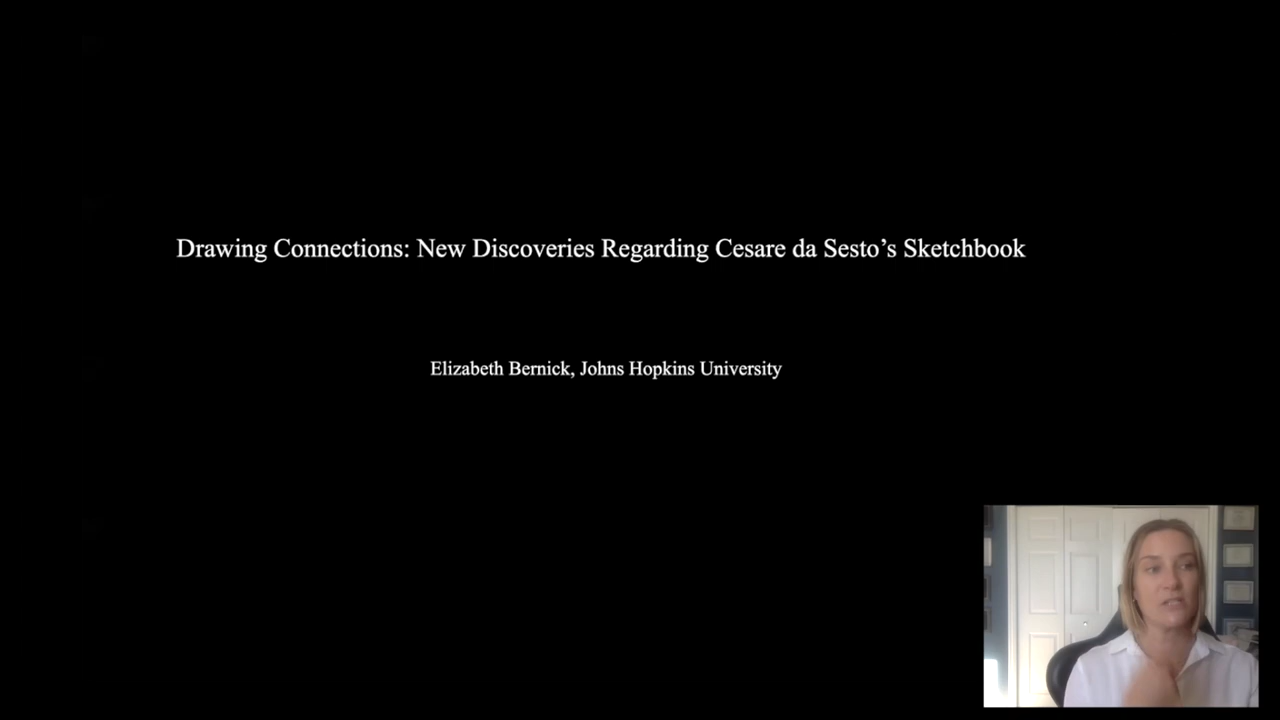 Drawing Connections: New Discoveries Regarding Cesare da Sesto’s Sketchbook
Elizabeth Bernick, Johns Hopkins University